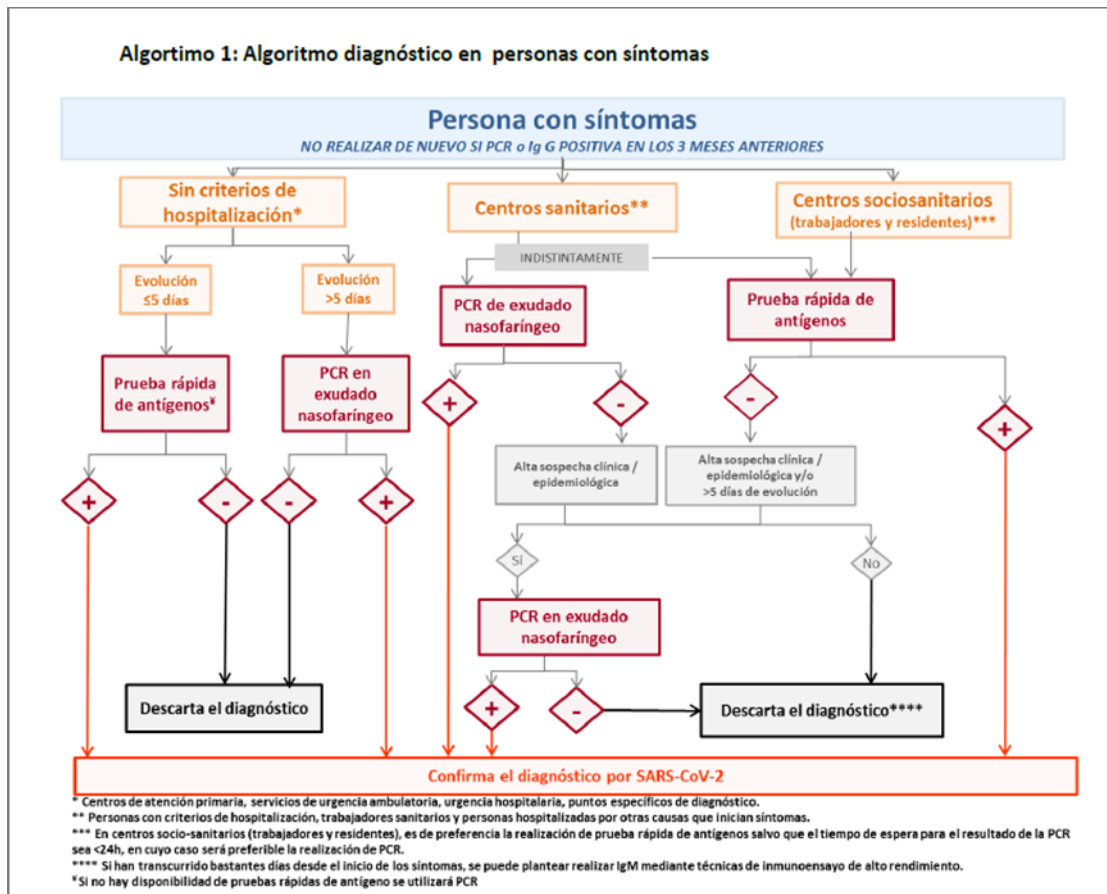 Algortimo 1: Algoritmo diagnóstico en personas con síntomas
Persona con síntomas
NO REALIZAR DE NUEVO SI PCR o Ig G POSITIVA EN LOS 3 MESES ANTERIORES
Sin criterios de
hospitalización*
Centros sanitarios**
Centros sociosanitarios
(trabajadores y residentes)***
INDISTINTAMENTE
Evolución
≤5 días
Evolución
>5 días
PCR de exudado
nasofaríngeo
Prueba rápida de
antígenos
Prueba rápida
de antígenos¥
PCR en
exudado
nasofaríngeo
+
-
-
+
Alta sospecha clínica /
epidemiológica
Alta sospecha clínica /
epidemiológica y/o
>5 días de evolución
+
-
-
+
Sí
No
PCR en exudado
nasofaríngeo
+
-
Descarta el diagnóstico
Descarta el diagnóstico****
Confirma el diagnóstico por SARS-CoV-2
* Centros de atención primaria, servicios de urgencia ambulatoria, urgencia hospitalaria, puntos específicos de diagnóstico.
** Personas con criterios de hospitalización, trabajadores sanitarios y personas hospitalizadas por otras causas que inician síntomas.
*** En centros socio-sanitarios (trabajadores y residentes), es de preferencia la realización de prueba rápida de antígenos salvo que el tiempo de espera para el resultado de la PCR
sea <24h, en cuyo caso será preferible la realización de PCR.
**** Si han transcurrido bastantes días desde el inicio de los síntomas, se puede plantear realizar IgM mediante técnicas de inmunoensayo de alto rendimiento.
¥Si no hay disponibilidad de pruebas rápidas de antígeno se utilizará PCR